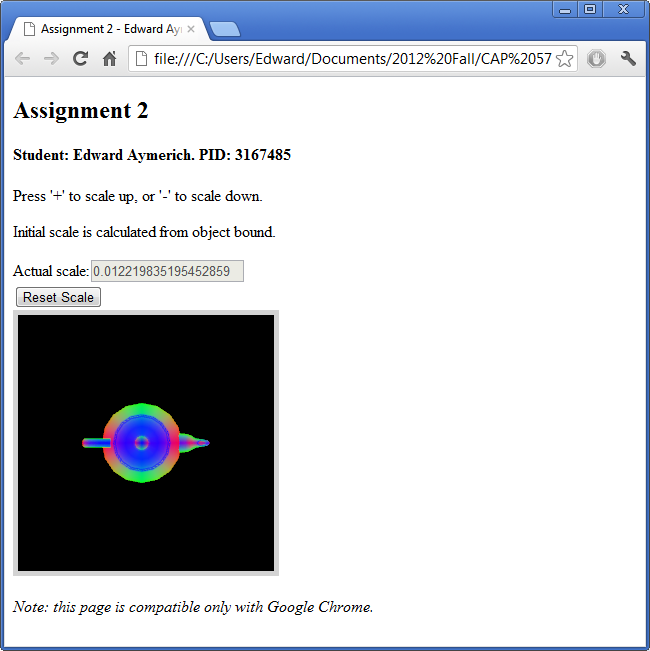 Assignment 2 - Edward Ay
file:///C:/Users/Edward/Documents/2012%20Fall/CAP%2057
Assignment 2
Student: Edward Aymerich. PID: 3167485
Press '+' to scale up, or '-' to scale down.
Initial scale is calculated from object bound.
Actual scale: 0.012219835195452859
Reset Scale
Note: this page is compatible only with Google Chrome.